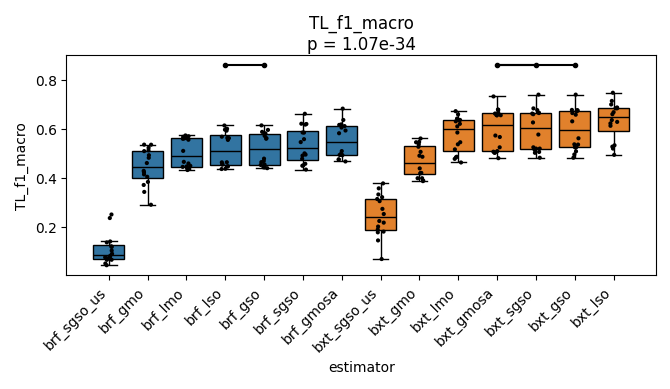 TL_f1_macro
p = 1.07e-34
TL_f1_macro
0.8
0.6
0.4
0.2
brf_sgso_us
brf_gmo
brf_lmo
brf_lso
brf_gso
brf_sgso
brf_gmosa
bxt_sgso_us
bxt_gmo
bxt_lmo
bxt_gmosa
bxt_sgso
bxt_gso
bxt_lso
estimator